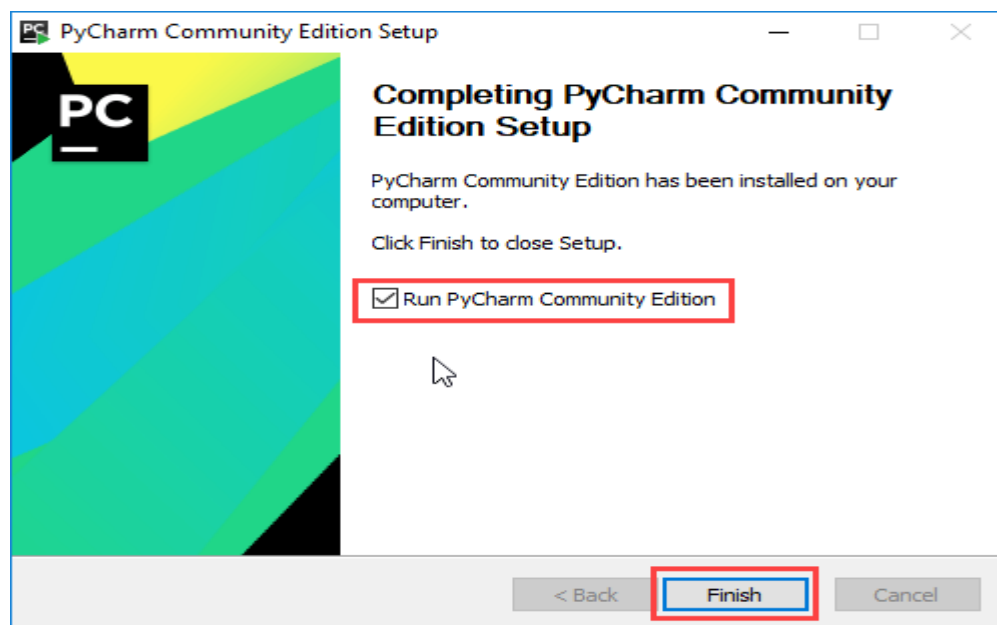 PyCharm Community Edition Setup
PC
Completing PyCharm Community
Edition Setup
PyCharm Community Edition has been installed on your
computer.
Click Finish to close Setup.
Run PyCharm Community Edition
< Back
Finish
Cancel